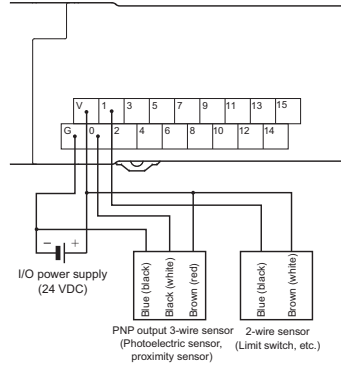 V 1 3 5 7 9 11 13 15
G 0 2 4 6 8 10 12 14
− +
I/O power supply
(24 VDC)
Blue (black)
Black (white)
Brown (red)
Blue (black)
Brown (white)
PNP output 3-wire sensor
(Photoelectric sensor,
proximity sensor)
2-wire sensor
(Limit switch, etc.)